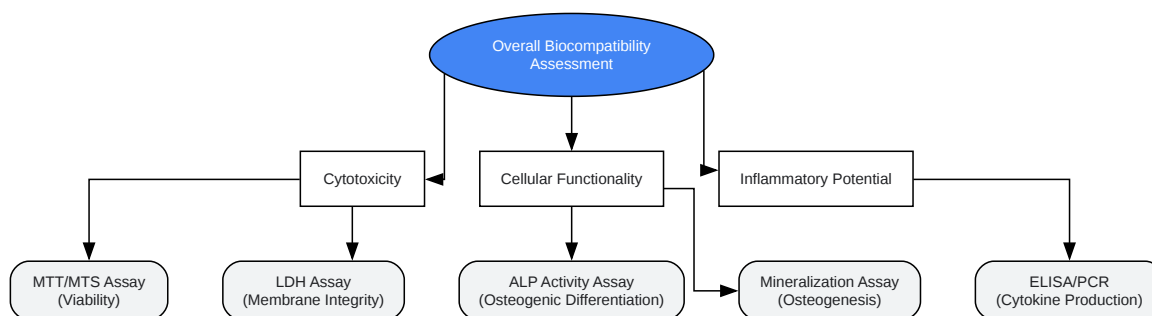 Overall Biocompatibility
Assessment
Cytotoxicity
Cellular Functionality
Inflammatory Potential
MTT/MTS Assay
(Viability)
LDH Assay
(Membrane Integrity)
ALP Activity Assay
(Osteogenic Differentiation)
Mineralization Assay
(Osteogenesis)
ELISA/PCR
(Cytokine Production)